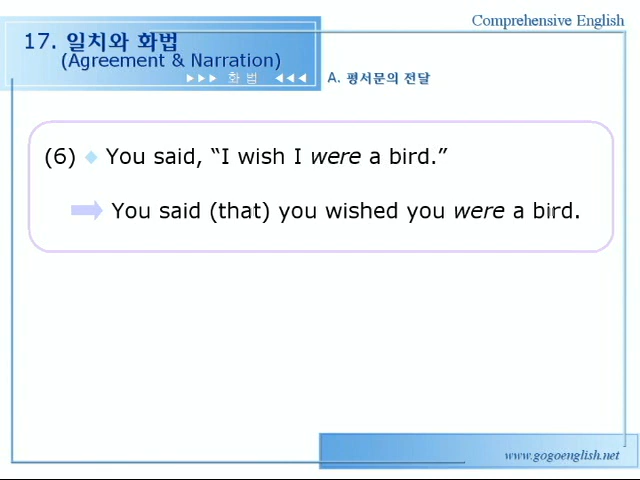 Comprehensive English
17. 일치와 화법
(Agreement & Narration)
▶▶▶ 화 법 ◀◀◀
A. 평서문의 전달
(6) ◆ You said, “I wish I were a bird.”
You said (that) you wished you were a bird.
www.gogoenglish.net